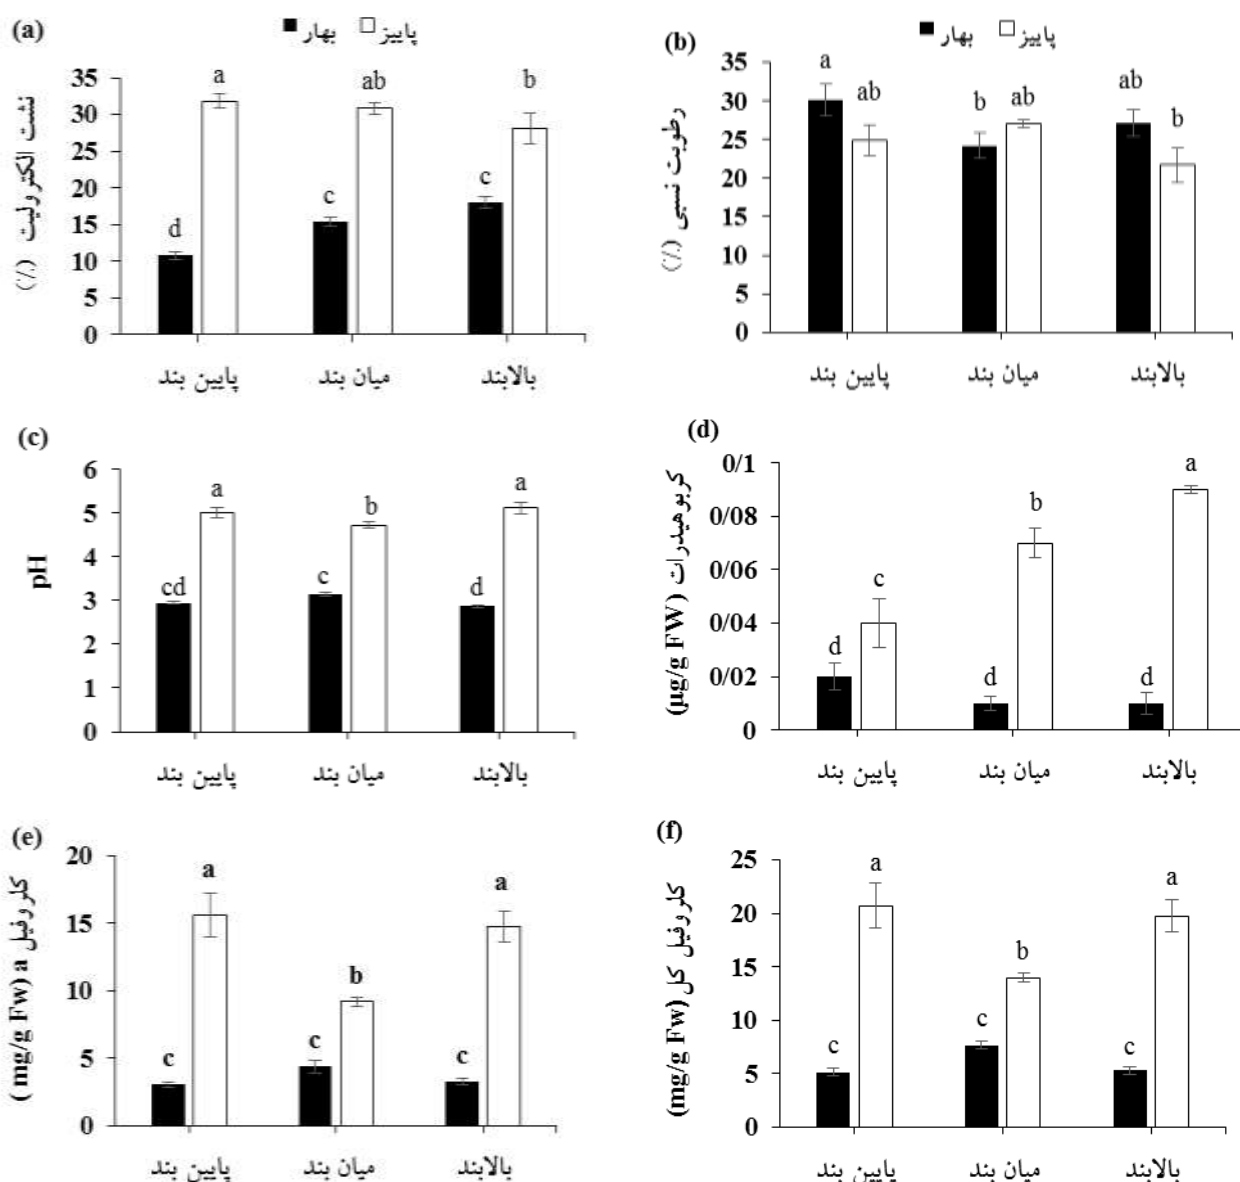 (a)
بهار پاییز
نشت الکترولیت (٪)
35
30
25
20
15
10
5
0
a
ab
b
d
c
c
پایین بند
میان بند
بالابند
(b)
بهار پاییز
رطوبت نسبی (٪)
35
30
25
20
15
10
5
0
a
ab
b
ab
ab
b
پایین بند
میان بند
بالابند
(c)
pH
6
5
4
3
2
1
0
cd
a
c
b
d
a
پایین بند
میان بند
بالابند
(d)
کربوهیدرات
(µg/g FW)
0/1
0/08
0/06
0/04
0/02
0
d
c
d
b
d
a
پایین بند
میان بند
بالابند
(e)
کلروفیل a (mg/g Fw)
20
15
10
5
0
c
a
c
b
c
a
پایین بند
میان بند
بالابند
(f)
کلروفیل کل (mg/g Fw)
25
20
15
10
5
0
c
a
c
b
c
a
پایین بند
میان بند
بالابند